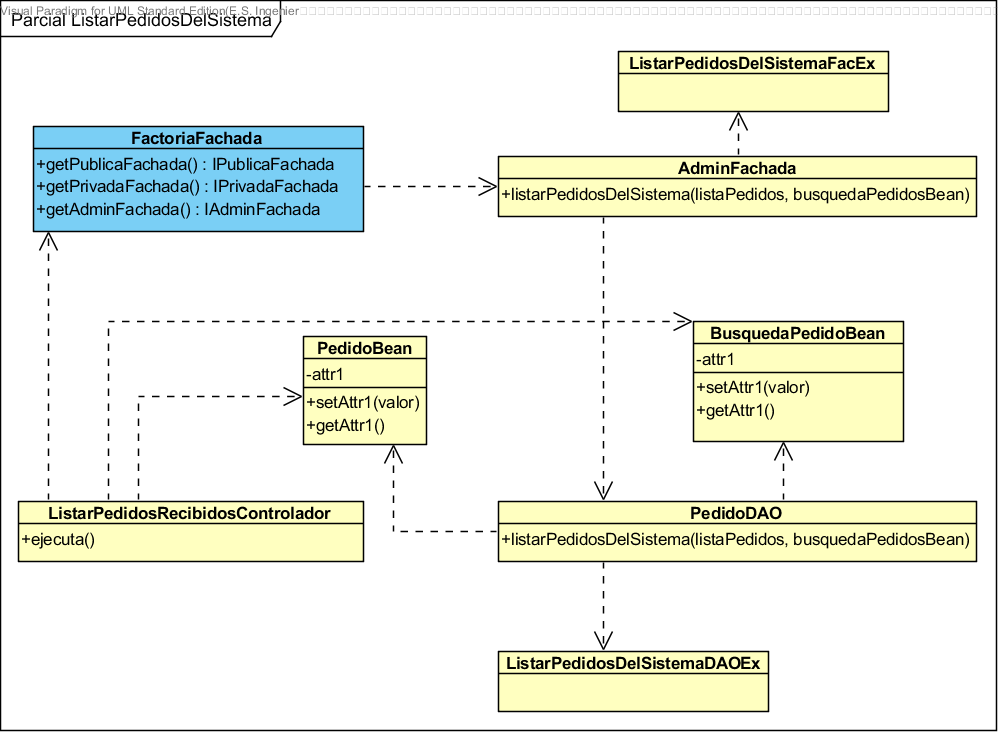 Visual Paradigm for UML Standard Edition(E.S. Ingenier
Parcial ListarPedidosDelSistema
ListarPedidosDelSistemaFacEx
FactoriaFachada
+getPublicaFachada() : IPublicaFachada
+getPrivadaFachada() : IPrivadaFachada
+getAdminFachada() : IAdminFachada
AdminFachada
+listarPedidosDelSistema(listaPedidos, busquedaPedidosBean)
PedidoBean
-attr1
+setAttr1(valor)
+getAttr1()
BusquedaPedidoBean
-attr1
+setAttr1(valor)
+getAttr1()
ListarPedidosRecibidosControlador
+ejecuta()
PedidoDAO
+listarPedidosDelSistema(listaPedidos, busquedaPedidosBean)
ListarPedidosDelSistemaDAOEx